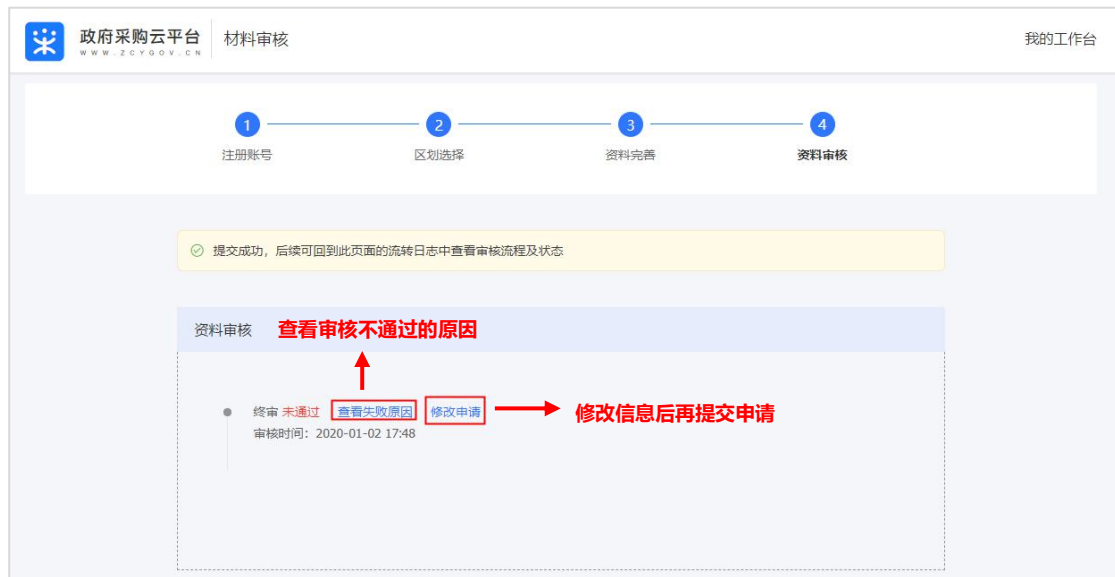 政府采购云平台 材料审核 我的工作台
WWW.ZCYGOV.CN
1 2 3 4
注册账号 区划选择 资料完善 资料审核
提交成功，后续可回到此页面的流转日志中查看审核流程及状态
资料审核 查看审核不通过的原因
终审 未通过 查看失败原因 修改申请 修改信息后再提交申请
审核时间：2020-01-02 17:48